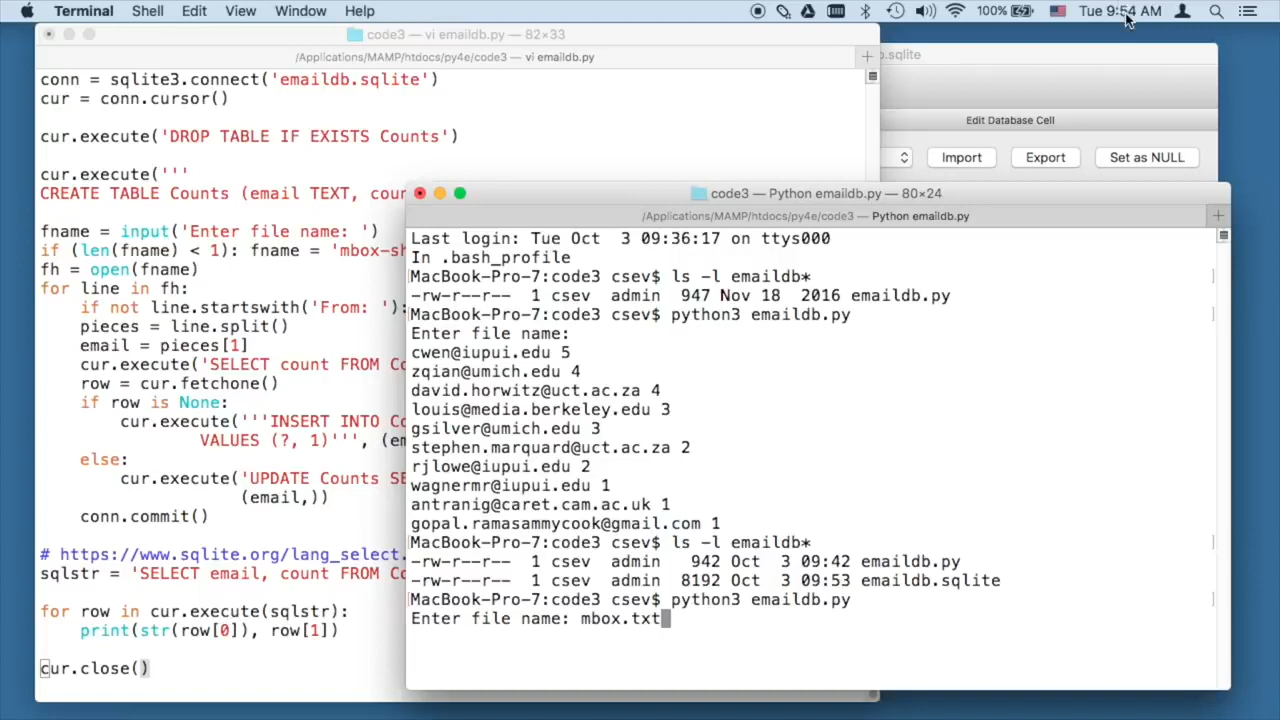 Terminal Shell Edit View Window Help 100% Tue 9:54 AM
code3 — vi emaildb.py — 82×33
/Applications/MAMP/htdocs/py4e/code3 — vi emaildb.py
conn = sqlite3.connect('emaildb.sqlite')
cur = conn.cursor()
cur.execute('DROP TABLE IF EXISTS Counts')
cur.execute('''
CREATE TABLE Counts (email TEXT, cou
fname = input('Enter file name: ')
if (len(fname) < 1): fname = 'mbox-sh
fh = open(fname)
for line in fh:
if not line.startswith('From: '):
pieces = line.split()
email = pieces[1]
cur.execute('SELECT count FROM Co
row = cur.fetchone()
if row is None:
cur.execute('''INSERT INTO Co
VALUES (?, 1)''', (em
else:
cur.execute('UPDATE Counts SE
(email,))
conn.commit()
# https://www.sqlite.org/lang_select.
sqlstr = 'SELECT email, count FROM Co
for row in cur.execute(sqlstr):
print(str(row[0]), row[1])
cur.close()
b.sqlite
Edit Database Cell
Import Export Set as NULL
code3 — Python emaildb.py — 80×24
/Applications/MAMP/htdocs/py4e/code3 — Python emaildb.py
Last login: Tue Oct  3 09:36:17 on ttys000
In .bash_profile
MacBook-Pro-7:code3 csev$ ls -l emaildb*
-rw-r--r--  1 csev  admin  947 Nov 18  2016 emaildb.py
MacBook-Pro-7:code3 csev$ python3 emaildb.py
Enter file name:
cwen@iupui.edu 5
zqian@umich.edu 4
david.horwitz@uct.ac.za 4
louis@media.berkeley.edu 3
gsilver@umich.edu 3
stephen.marquard@uct.ac.za 2
rjlowe@iupui.edu 2
wagnermr@iupui.edu 1
antranig@caret.cam.ac.uk 1
gopal.ramasammycook@gmail.com 1
MacBook-Pro-7:code3 csev$ ls -l emaildb*
-rw-r--r--  1 csev  admin   942 Oct  3 09:42 emaildb.py
-rw-r--r--  1 csev  admin  8192 Oct  3 09:53 emaildb.sqlite
MacBook-Pro-7:code3 csev$ python3 emaildb.py
Enter file name: mbox.txt